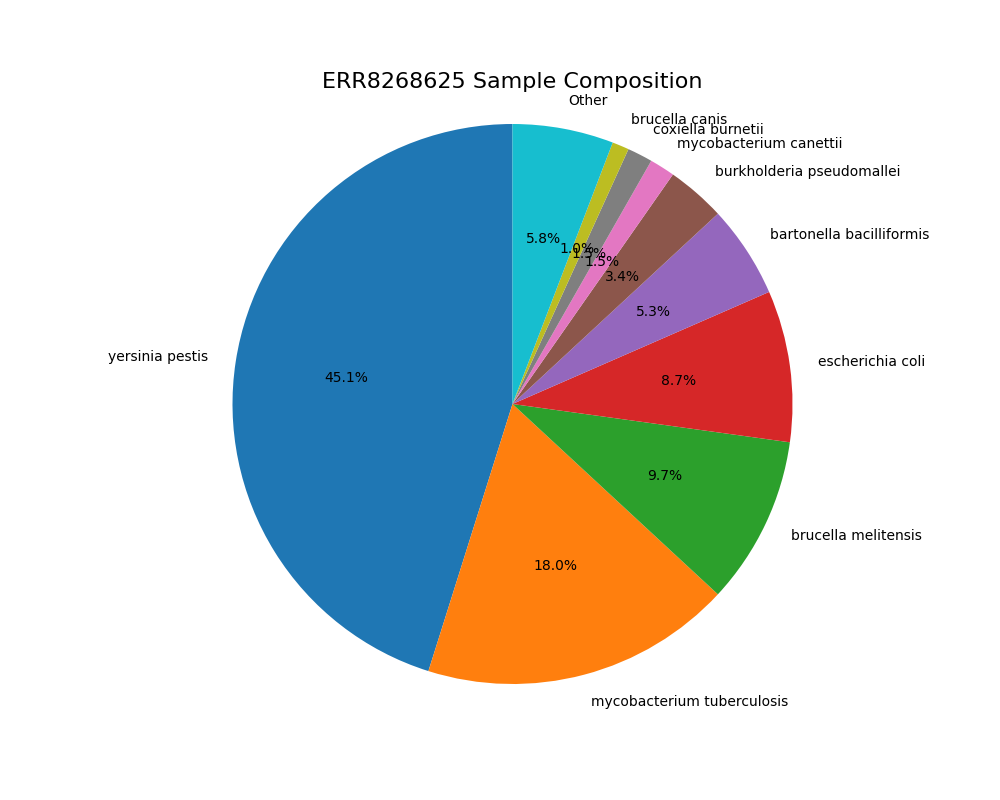 ERR8268625 Sample Composition
Other
brucella canis
coxiella burnetii
mycobacterium canettii
burkholderia pseudomallei
bartonella bacilliformis
escherichia coli
brucella melitensis
mycobacterium tuberculosis
yersinia pestis
5.8%
1.0%
1.5%
1.5%
3.4%
5.3%
8.7%
9.7%
18.0%
45.1%